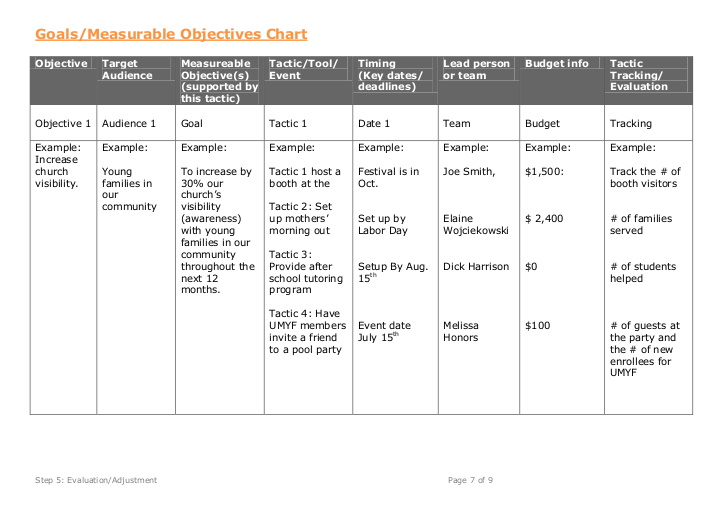 Goals/Measurable Objectives Chart
Objective
Target
Audience
Measureable
Objective(s)
(supported by
this tactic)
Tactic/Tool/
Event
Timing
(Key dates/
deadlines)
Lead person
or team
Budget info
Tactic
Tracking/
Evaluation
Objective 1
Audience 1
Goal
Tactic 1
Date 1
Team
Budget
Tracking
Example:
Increase
church
visibility.
Example:
Young
families in
our
community
Example:
To increase by
30% our
church's
visibility
(awareness)
with young
families in our
community
throughout the
next 12
months.
Example:
Tactic 1 host a
booth at the
Tactic 2: Set
up mothers'
morning out
Tactic 3:
Provide after
school tutoring
program
Tactic 4: Have
UMYF members
invite a friend
to a pool party
Example:
Festival is in
Oct.
Set up by
Labor Day
Setup By Aug.
15th
Event date
July 15th
Example:
Joe Smith,
Elaine
Wojciekowski
Dick Harrison
Melissa
Honors
Example:
$1,500:
$ 2,400
$0
$100
Example:
Track the # of
booth visitors
# of families
served
# of students
helped
# of guests at
the party and
the # of new
enrollees for
UMYF
Step 5: Evaluation/Adjustment
Page 7 of 9